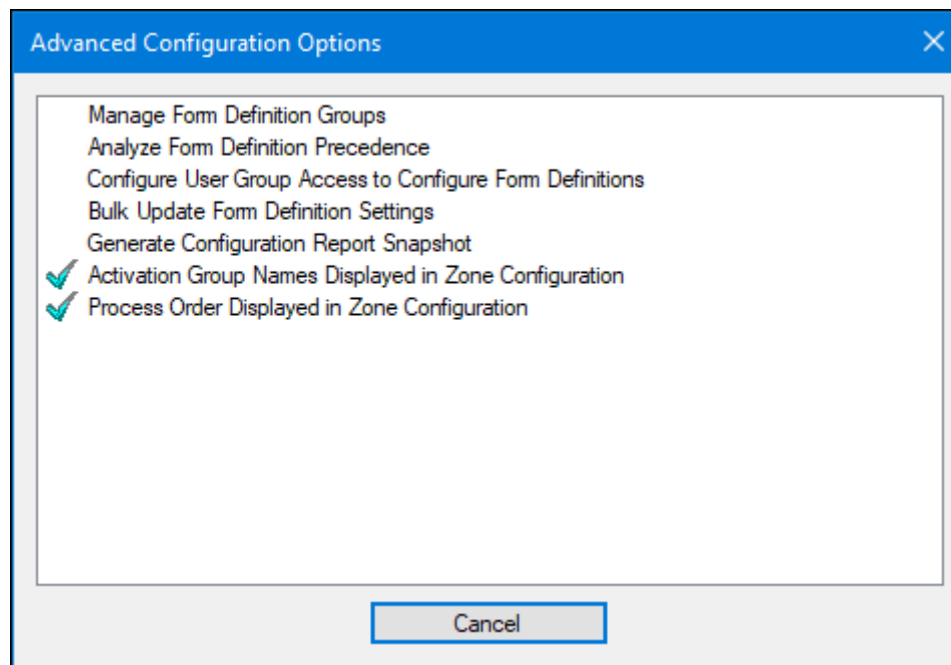 Advanced Configuration Options
Manage Form Definition Groups
Analyze Form Definition Precedence
Configure User Group Access to Configure Form Definitions
Bulk Update Form Definition Settings
Generate Configuration Report Snapshot
Activation Group Names Displayed in Zone Configuration
Process Order Displayed in Zone Configuration
Cancel